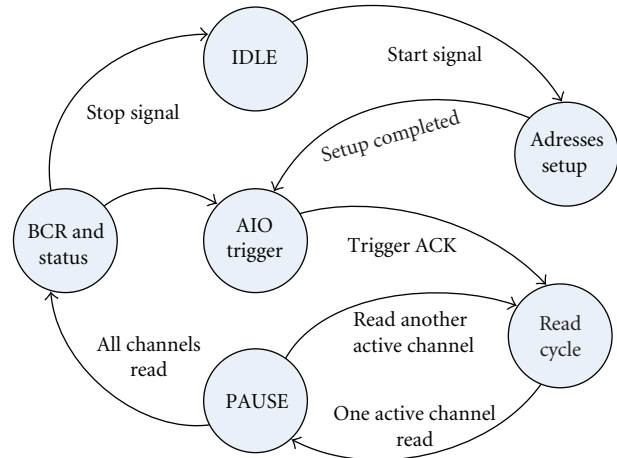 IDLE
Start signal
Stop signal
Setup completed
Adresses
setup
BCR and
status
AIO
trigger
Trigger ACK
Read another
active channel
Read
cycle
All channels
read
PAUSE
One active channel
read